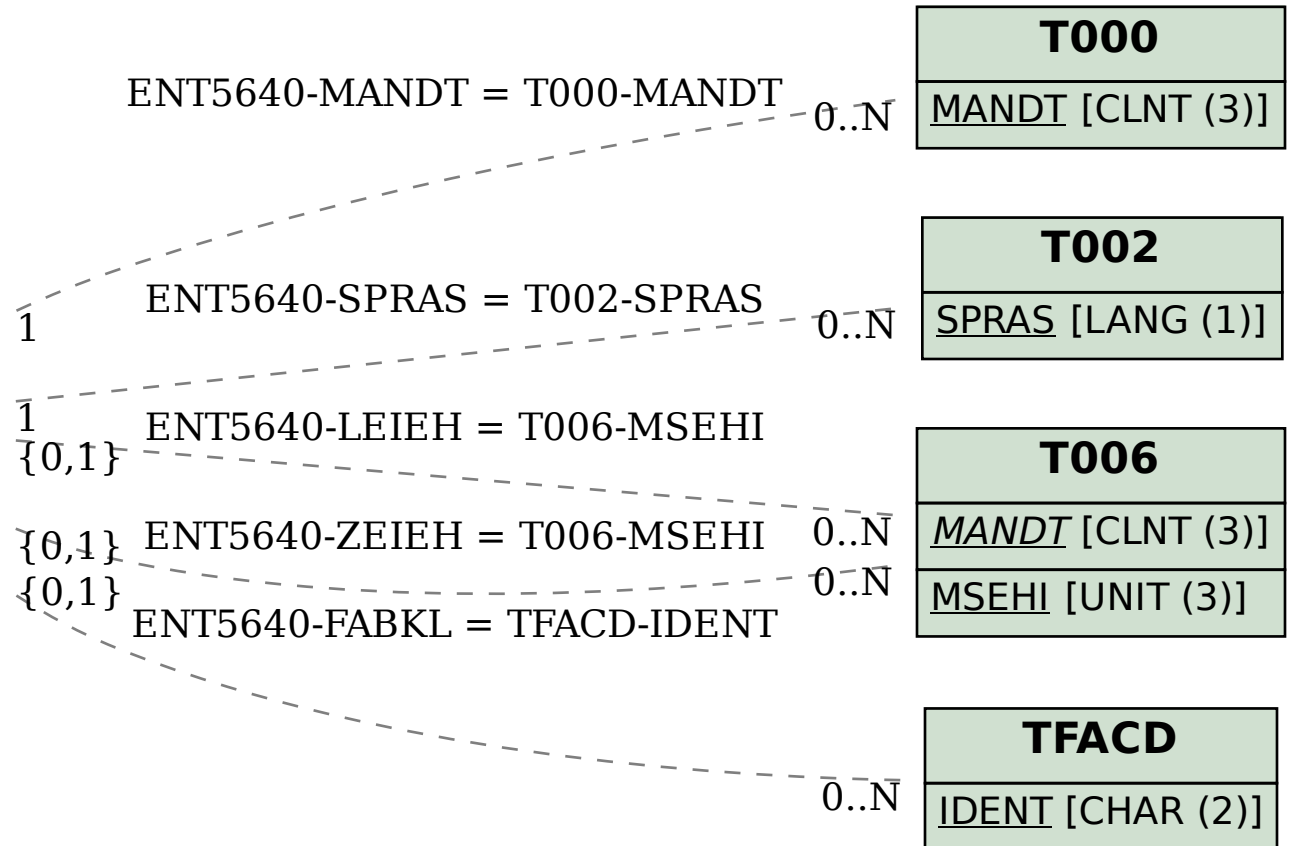 T000
ENT5640-MANDT = T000-MANDT
0..N
MANDT [CLNT (3)]
T002
ENT5640-SPRAS = T002-SPRAS
1
0..N
SPRAS [LANG (1)]
1
ENT5640-LEIEH = T006-MSEHI
{0,1}
T006
ENT5640-ZEIEH = T006-MSEHI
{0,1}
0..N
MANDT [CLNT (3)]
{0,1}
0..N
MSEHI [UNIT (3)]
ENT5640-FABKL = TFACD-IDENT
TFACD
0..N
IDENT [CHAR (2)]